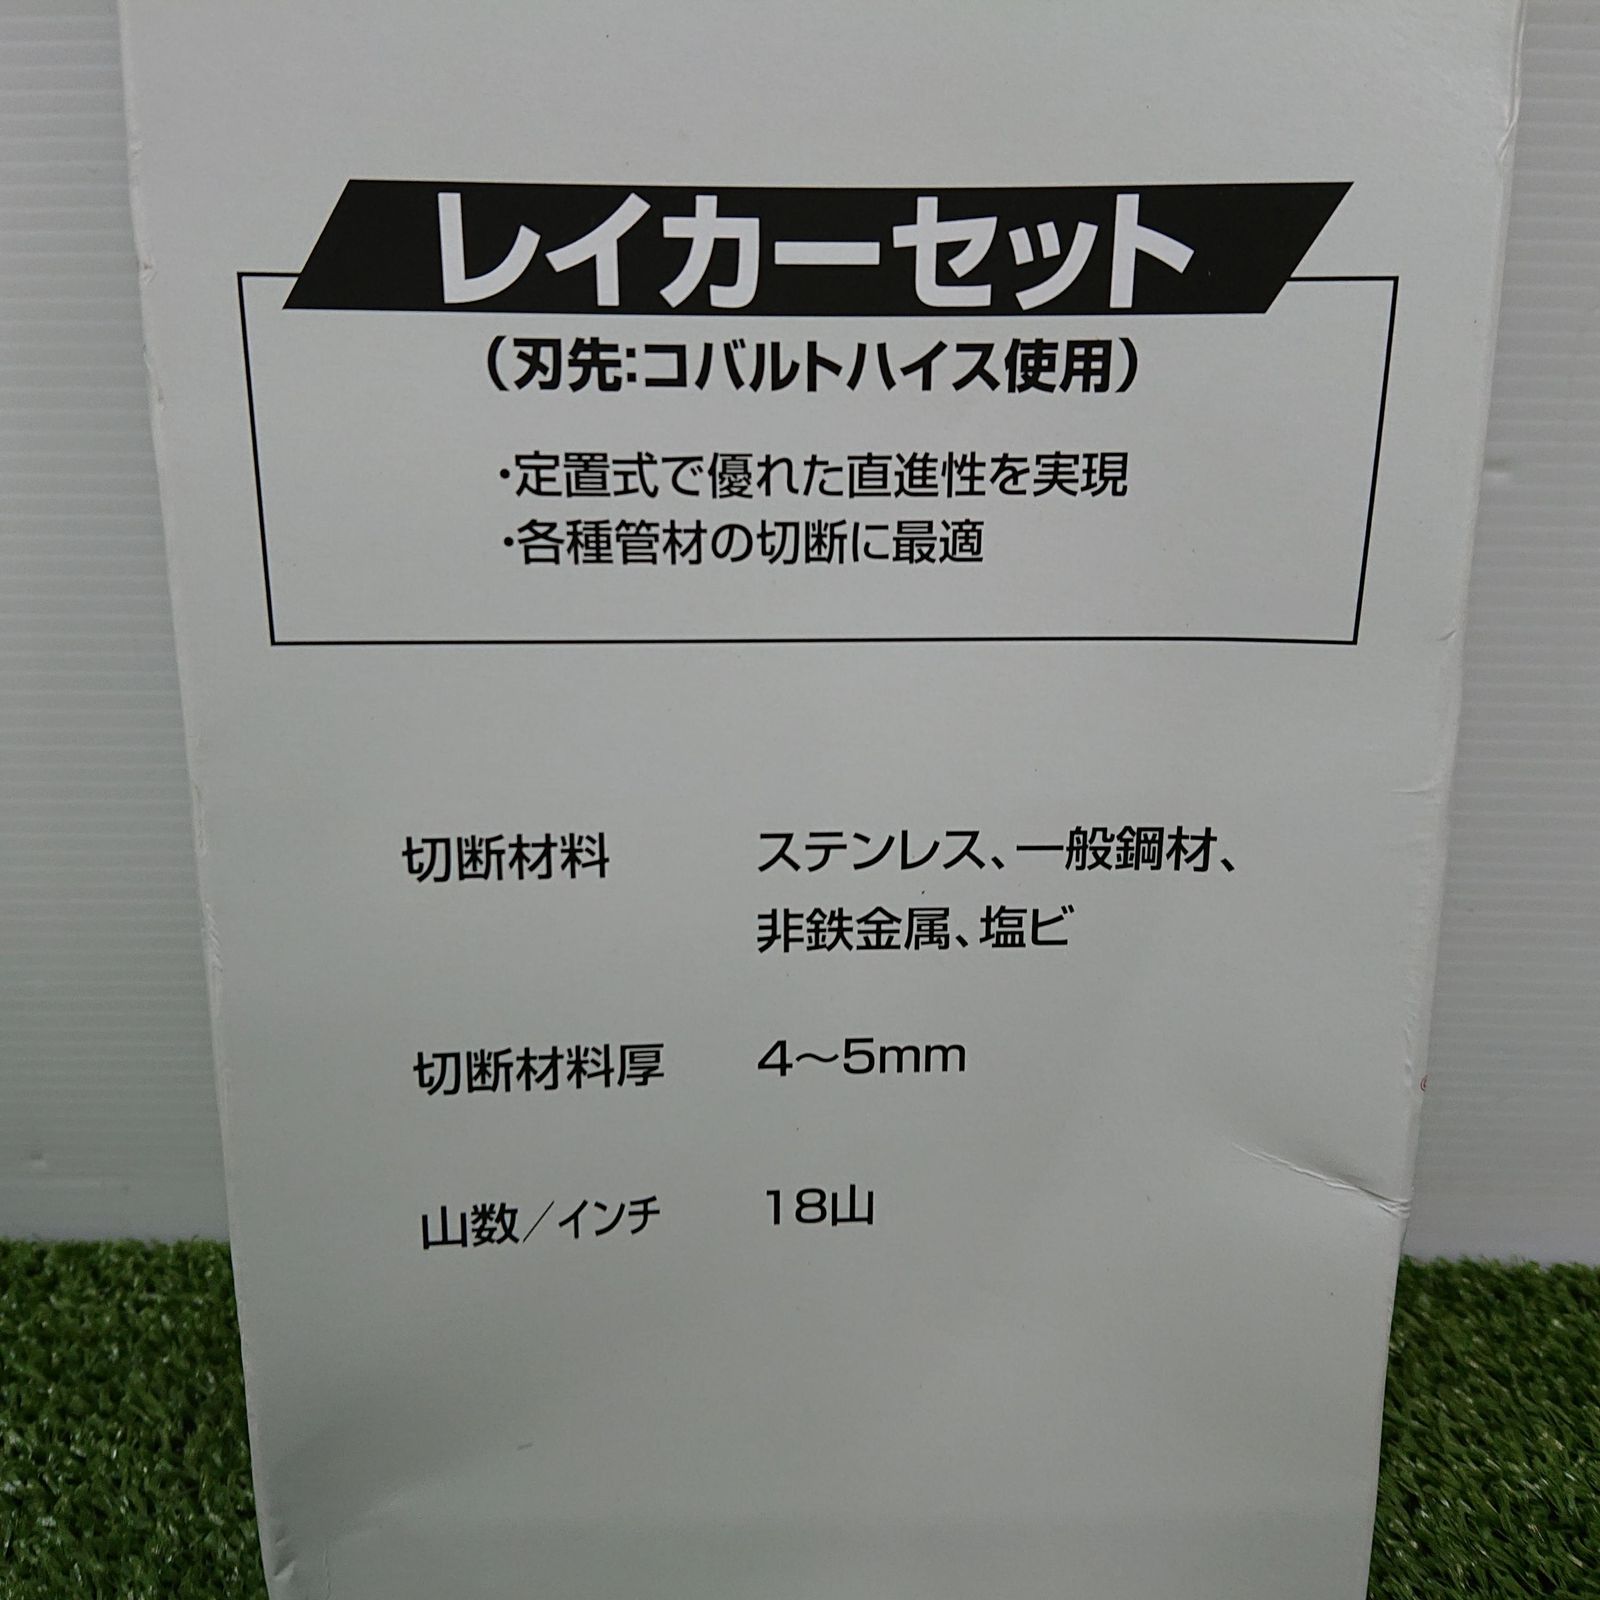 レイカーセット
（刃先：コバルトハイス使用）
・定置式で優れた直進性を実現
・各種管材の切断に最適
切断材料 ステンレス、一般鋼材、
非鉄金属、塩ビ
切断材料厚 4～5mm
山数／インチ 18山